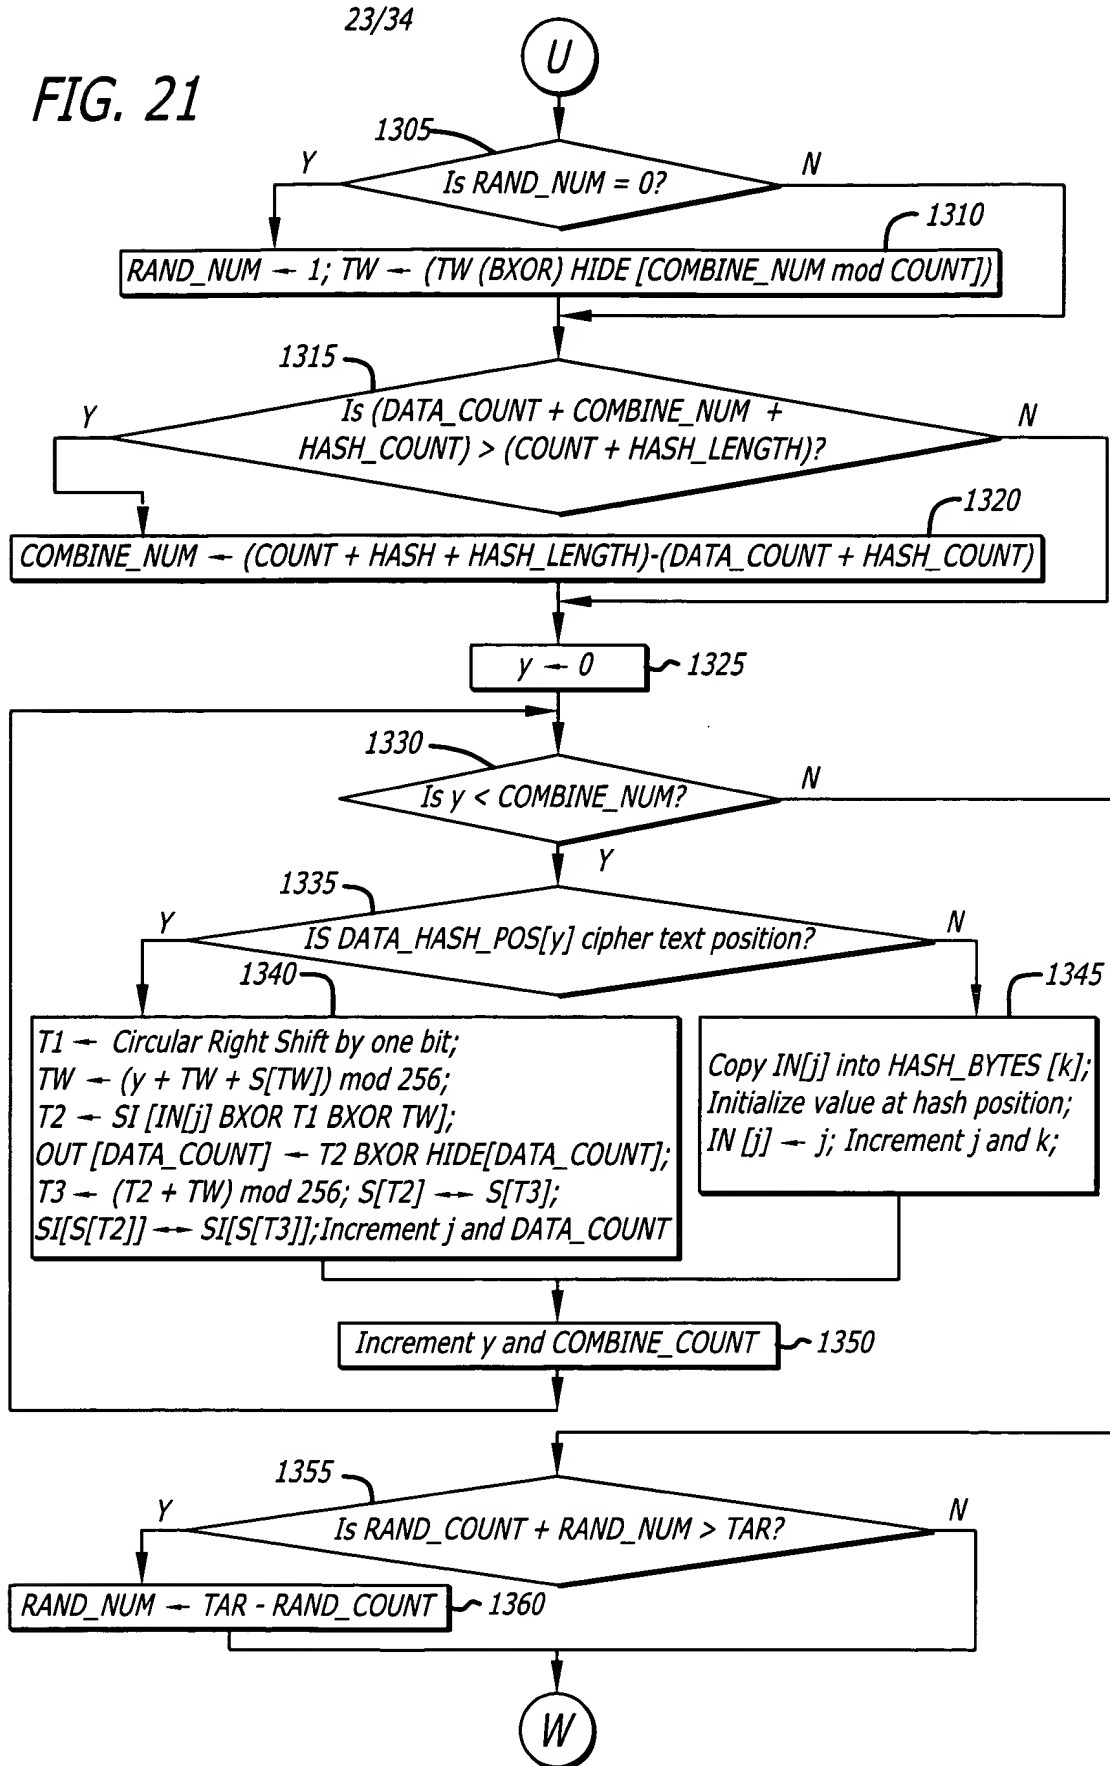 23/34
U
FIG. 21
1305
Y
N
Is RAND_NUM = 0?
1310
RAND_NUM ← 1; TW ← (TW (BXOR) HIDE [COMBINE_NUM mod COUNT])
1315
Y
N
Is (DATA_COUNT + COMBINE_NUM +
HASH_COUNT) > (COUNT + HASH_LENGTH)?
1320
COMBINE_NUM ← (COUNT + HASH + HASH_LENGTH)-(DATA_COUNT + HASH_COUNT)
y ← 0
1325
1330
N
Is y < COMBINE_NUM?
Y
1335
Y
N
IS DATA_HASH_POS[y] cipher text position?
1340
1345
T1 ← Circular Right Shift by one bit;
TW ← (y + TW + S[TW]) mod 256;
T2 ← SI [IN[j] BXOR T1 BXOR TW];
OUT [DATA_COUNT] ← T2 BXOR HIDE[DATA_COUNT];
T3 ← (T2 + TW) mod 256; S[T2] ↔ S[T3];
SI[S[T2]] ↔ SI[S[T3]];Increment j and DATA_COUNT
Copy IN[j] into HASH_BYTES [k];
Initialize value at hash position;
IN [j] ← j; Increment j and k;
Increment y and COMBINE_COUNT
1350
1355
Y
N
Is RAND_COUNT + RAND_NUM > TAR?
RAND_NUM ← TAR - RAND_COUNT
1360
W